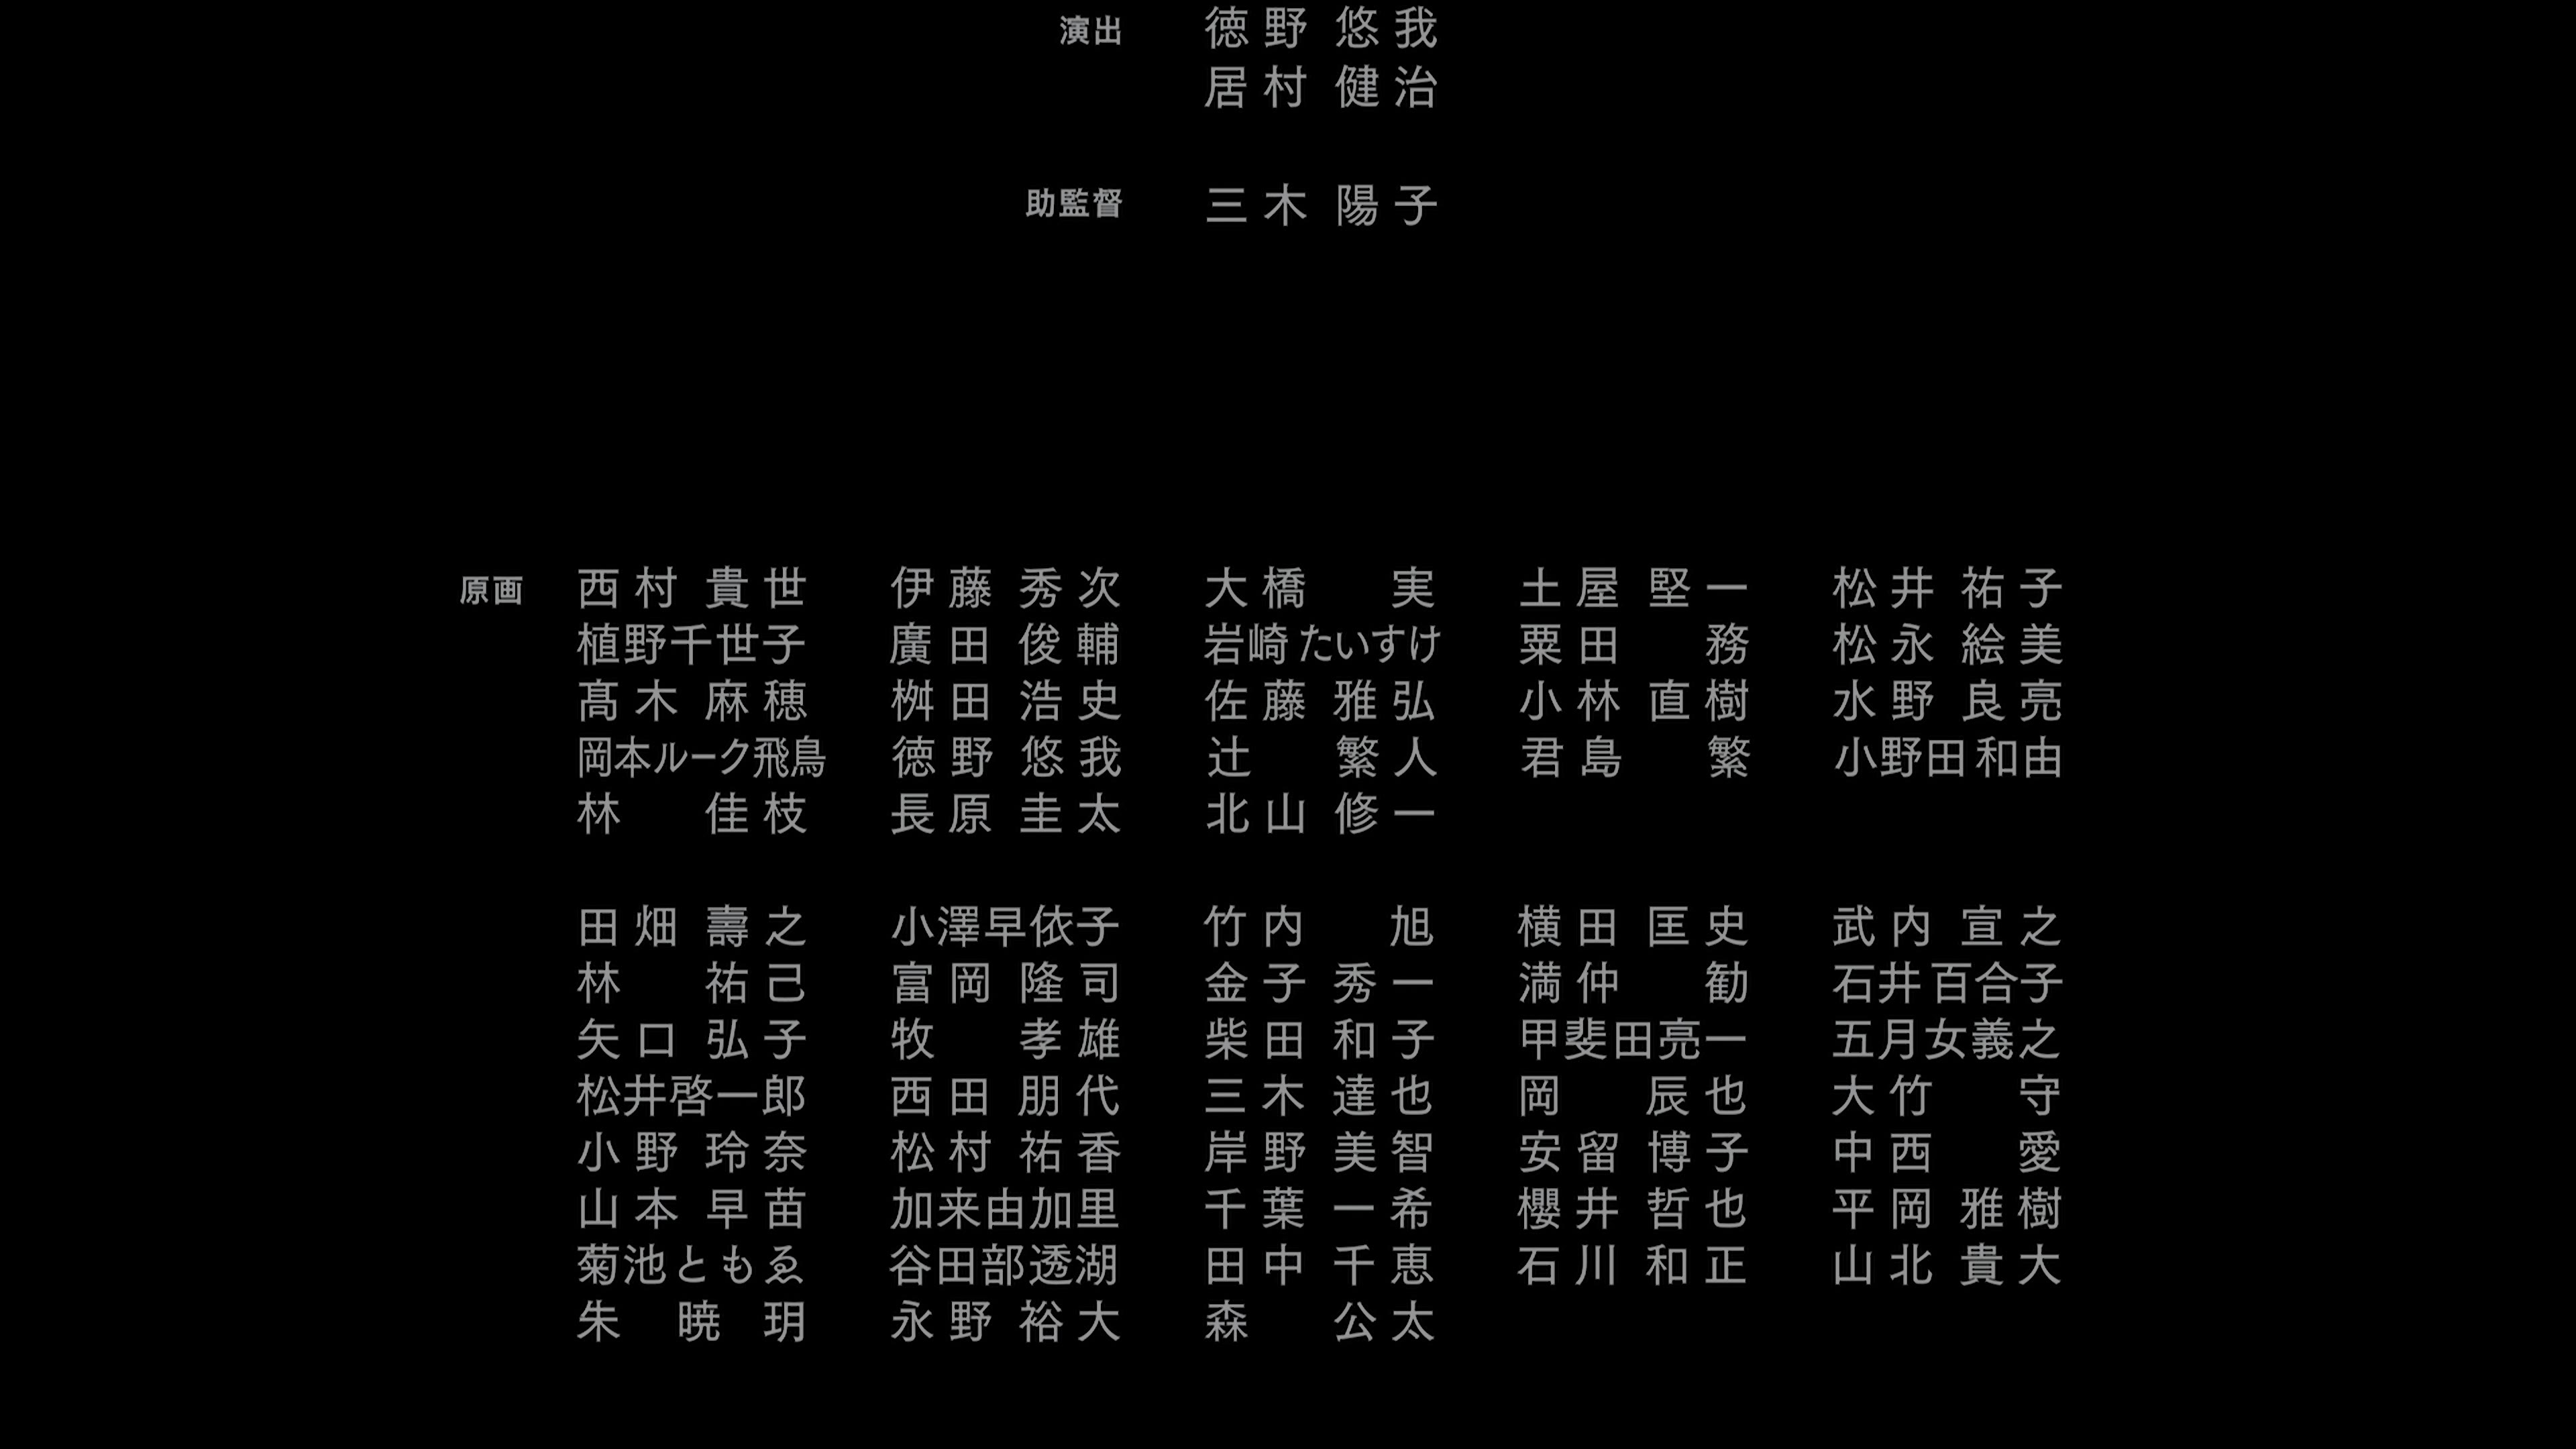 演出 徳野悠我
居村健治
助監督 三木陽子
原画 西村貴世 伊藤秀次 大橋実 土屋堅一 松井祐子
植野千世子 廣田俊輔 岩崎たいすけ 粟田務 松永絵美
髙木麻穂 桝田浩史 佐藤雅弘 小林直樹 水野良亮
岡本ルーク飛鳥 徳野悠我 辻繁人 君島繁 小野田和由
林佳枝 長原圭太 北山修一
田畑壽之 小澤早依子 竹内旭 横田匡史 武内宣之
林祐己 富岡隆司 金子秀一 満仲勧 石井百合子
矢口弘子 牧孝雄 柴田和子 甲斐田亮一 五月女義之
松井啓一郎 西田朋代 三木達也 岡辰也 大竹守
小野玲奈 松村祐香 岸野美智 安留博子 中西愛
山本早苗 加来由加里 千葉一希 櫻井哲也 平岡雅樹
菊池ともゑ 谷田部透湖 田中千恵 石川和正 山北貴大
朱暁玥 永野裕大 森公太